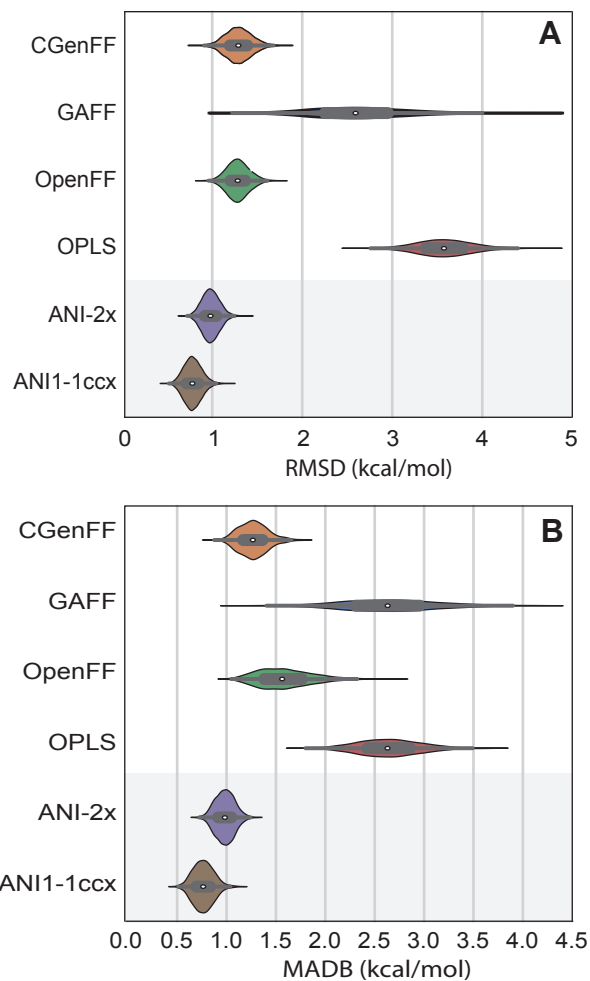 A
CGenFF
GAFF
OpenFF
OPLS
ANI-2x
ANI1-1ccx
0 1 2 3 4 5
RMSD (kcal/mol)
B
CGenFF
GAFF
OpenFF
OPLS
ANI-2x
ANI1-1ccx
0.0 0.5 1.0 1.5 2.0 2.5 3.0 3.5 4.0 4.5
MADB (kcal/mol)